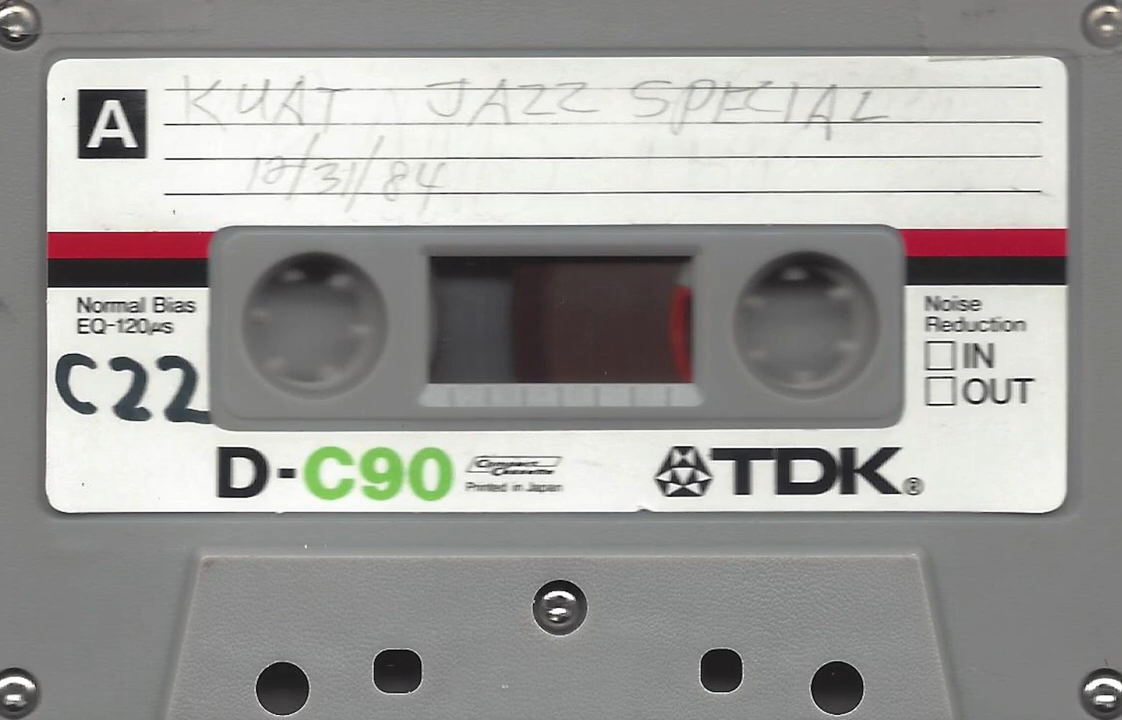 A
KUAT JAZZ SPECIAL
12/31/84
Normal Bias
EQ-120µs
Noise
Reduction
IN
OUT
C22
D-C90
Compact Cassette
Printed in Japan
TDK®